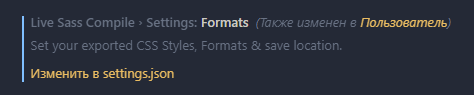 Live Sass Compile › Settings: Formats (Также изменен в Пользователь)
Set your exported CSS Styles, Formats & save location.
Изменить в settings.json